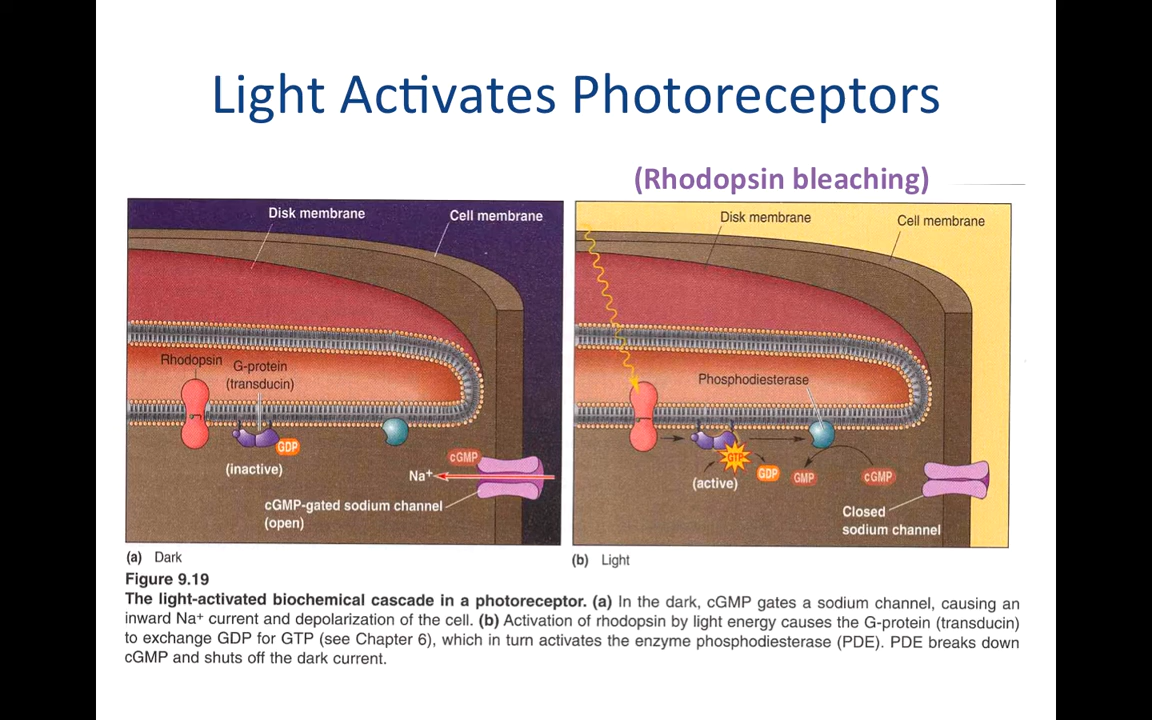 Light Activates Photoreceptors
(Rhodopsin bleaching)
Disk membrane
Cell membrane
Rhodopsin
G-protein
(transducin)
GDP
(inactive)
cGMP
Na+
cGMP-gated sodium channel
(open)
Disk membrane
Cell membrane
Phosphodiesterase
GTP
(active)
GDP
GMP
cGMP
Closed
sodium channel
(a) Dark
(b) Light
Figure 9.19
The light-activated biochemical cascade in a photoreceptor. (a) In the dark, cGMP gates a sodium channel, causing an
inward Na+ current and depolarization of the cell. (b) Activation of rhodopsin by light energy causes the G-protein (transducin)
to exchange GDP for GTP (see Chapter 6), which in turn activates the enzyme phosphodiesterase (PDE). PDE breaks down
cGMP and shuts off the dark current.